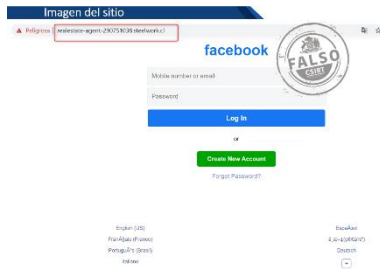 Imagen del sitio
Peligroso
realestate-agent-290751038.steelwork.cl
facebook
FALSO
CSIRT
Mobile number or email
Password
Log In
or
Create New Account
Forgot Password?
English (US)
Español
Français (France)
Português (Brasil)
Deutsch
Italiano